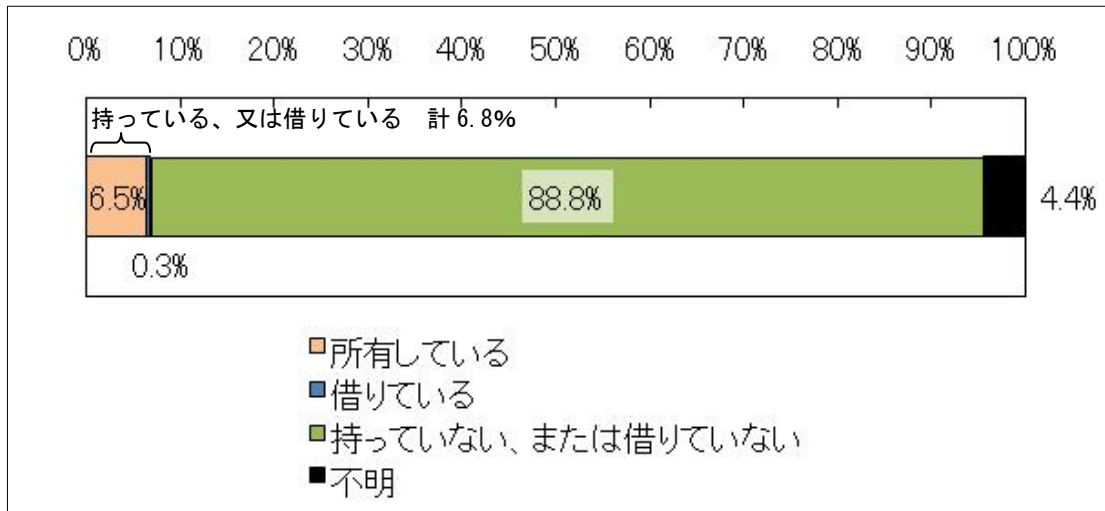 0% 10% 20% 30% 40% 50% 60% 70% 80% 90% 100%
持っている、又は借りている 計6.8%
6.5% 88.8% 4.4%
0.3%
所有している
借りている
持っていない、または借りていない
不明